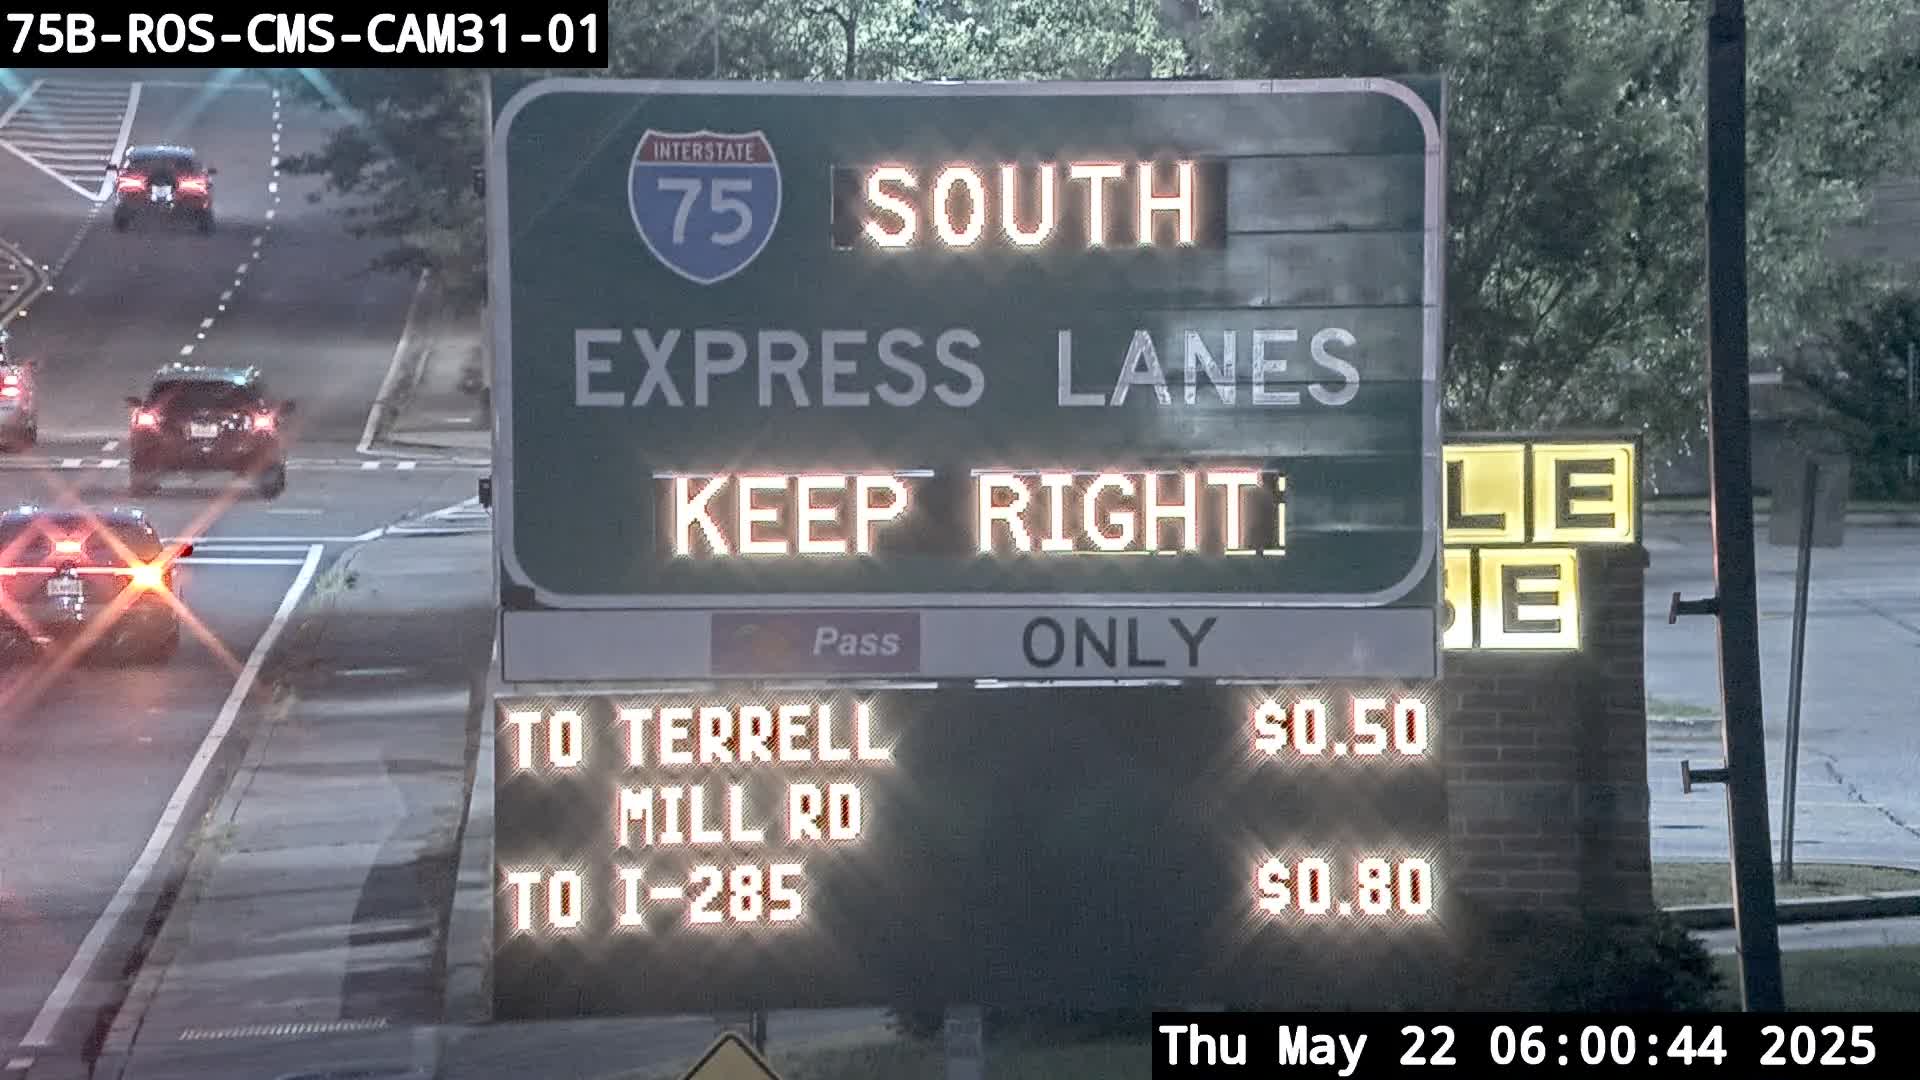 75B-ROS-CMS-CAM31-01
INTERSTATE
75
SOUTH
EXPRESS LANES
KEEP RIGHT
Pass ONLY
TO TERRELL $0.50
MILL RD
TO I-285 $0.80
LE
E
Thu May 22 06:00:44 2025